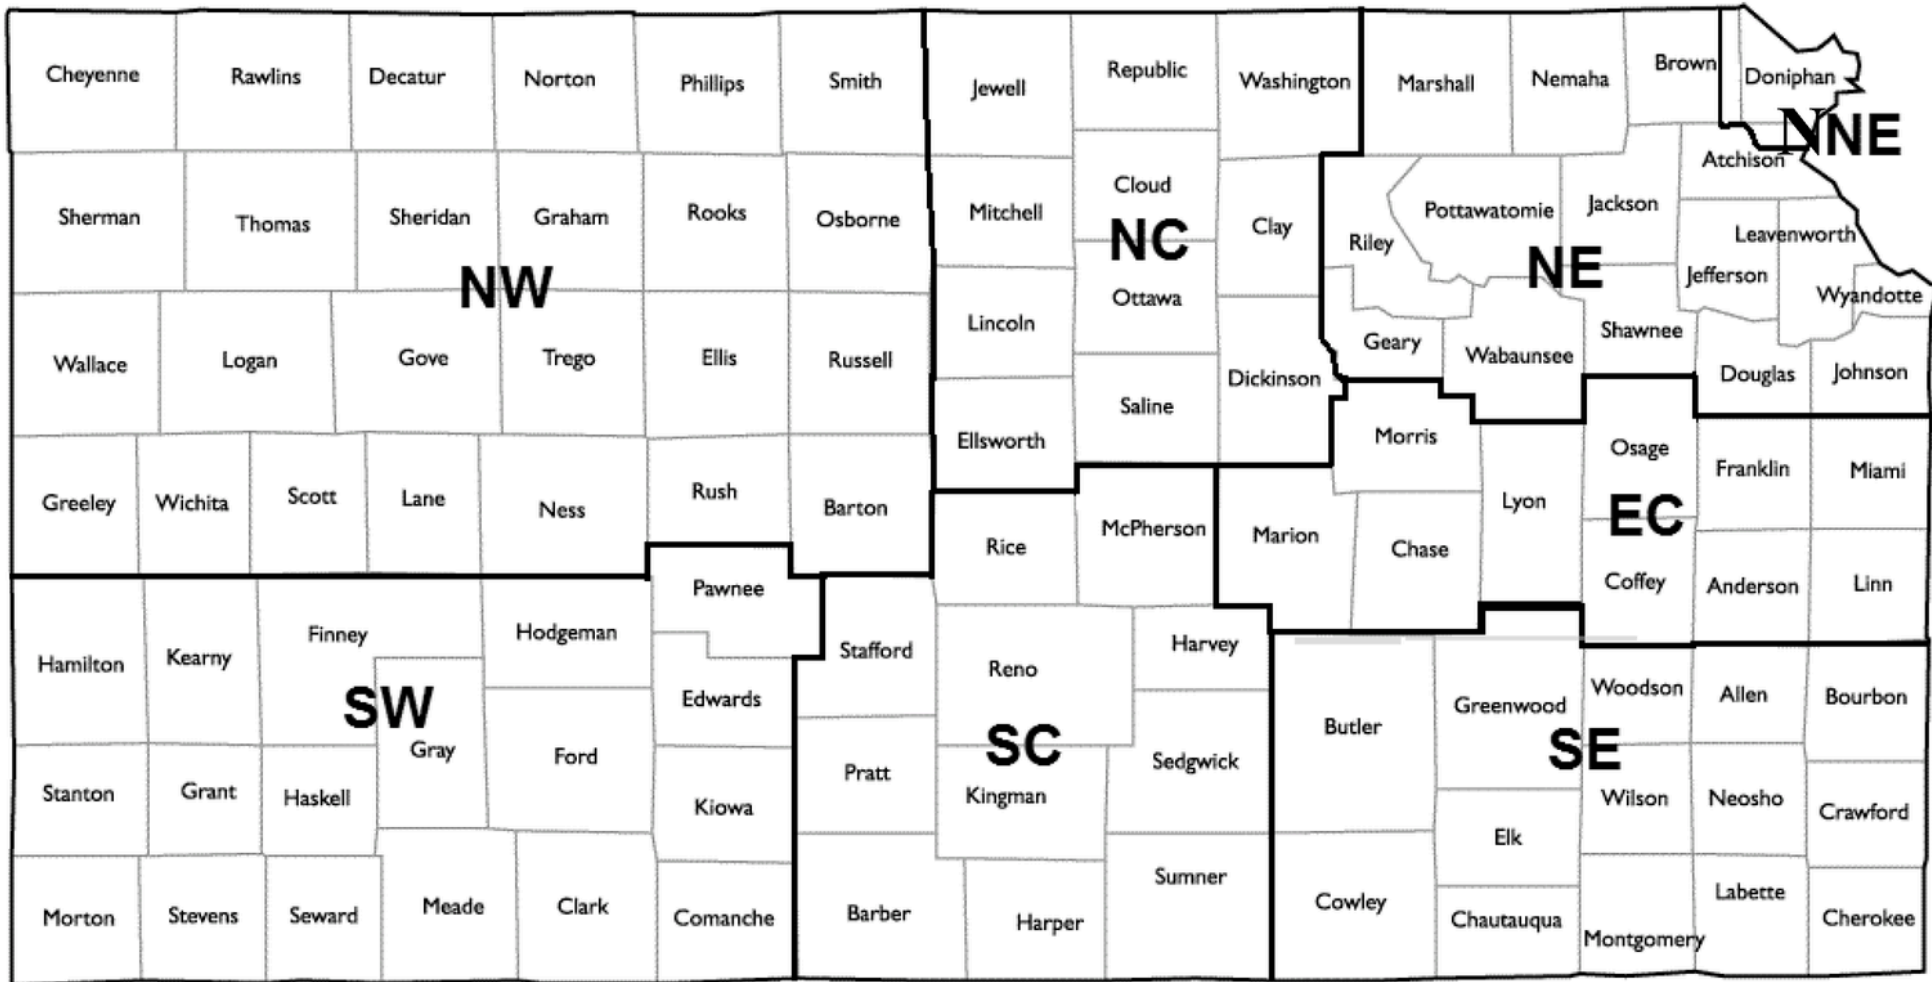 Cheyenne
Rawlins
Decatur
Norton
Phillips
Smith
Jewell
Republic
Washington
Marshall
Nemaha
Brown
Doniphan
NNE
Sherman
Thomas
Sheridan
Graham
Rooks
Osborne
Mitchell
Cloud
NC
Clay
Riley
Pottawatomie
Jackson
Atchison
NW
NE
Leavenworth
Jefferson
Wyandotte
Wallace
Logan
Gove
Trego
Ellis
Russell
Lincoln
Ottawa
Saline
Dickinson
Geary
Wabaunsee
Shawnee
Douglas
Johnson
Greeley
Wichita
Scott
Lane
Ness
Rush
Barton
Ellsworth
Rice
McPherson
Marion
Morris
Chase
Lyon
Osage
EC
Coffey
Franklin
Miami
Anderson
Linn
Hamilton
Kearny
Finney
Hodgeman
Pawnee
Stafford
Reno
Harvey
SW
Gray
Ford
Edwards
Pratt
SC
Kingman
Sedgwick
Butler
Greenwood
Woodson
Allen
Bourbon
SE
Stanton
Grant
Haskell
Kiowa
Elk
Wilson
Neosho
Crawford
Morton
Stevens
Seward
Meade
Clark
Comanche
Barber
Harper
Sumner
Cowley
Chautauqua
Montgomery
Labette
Cherokee